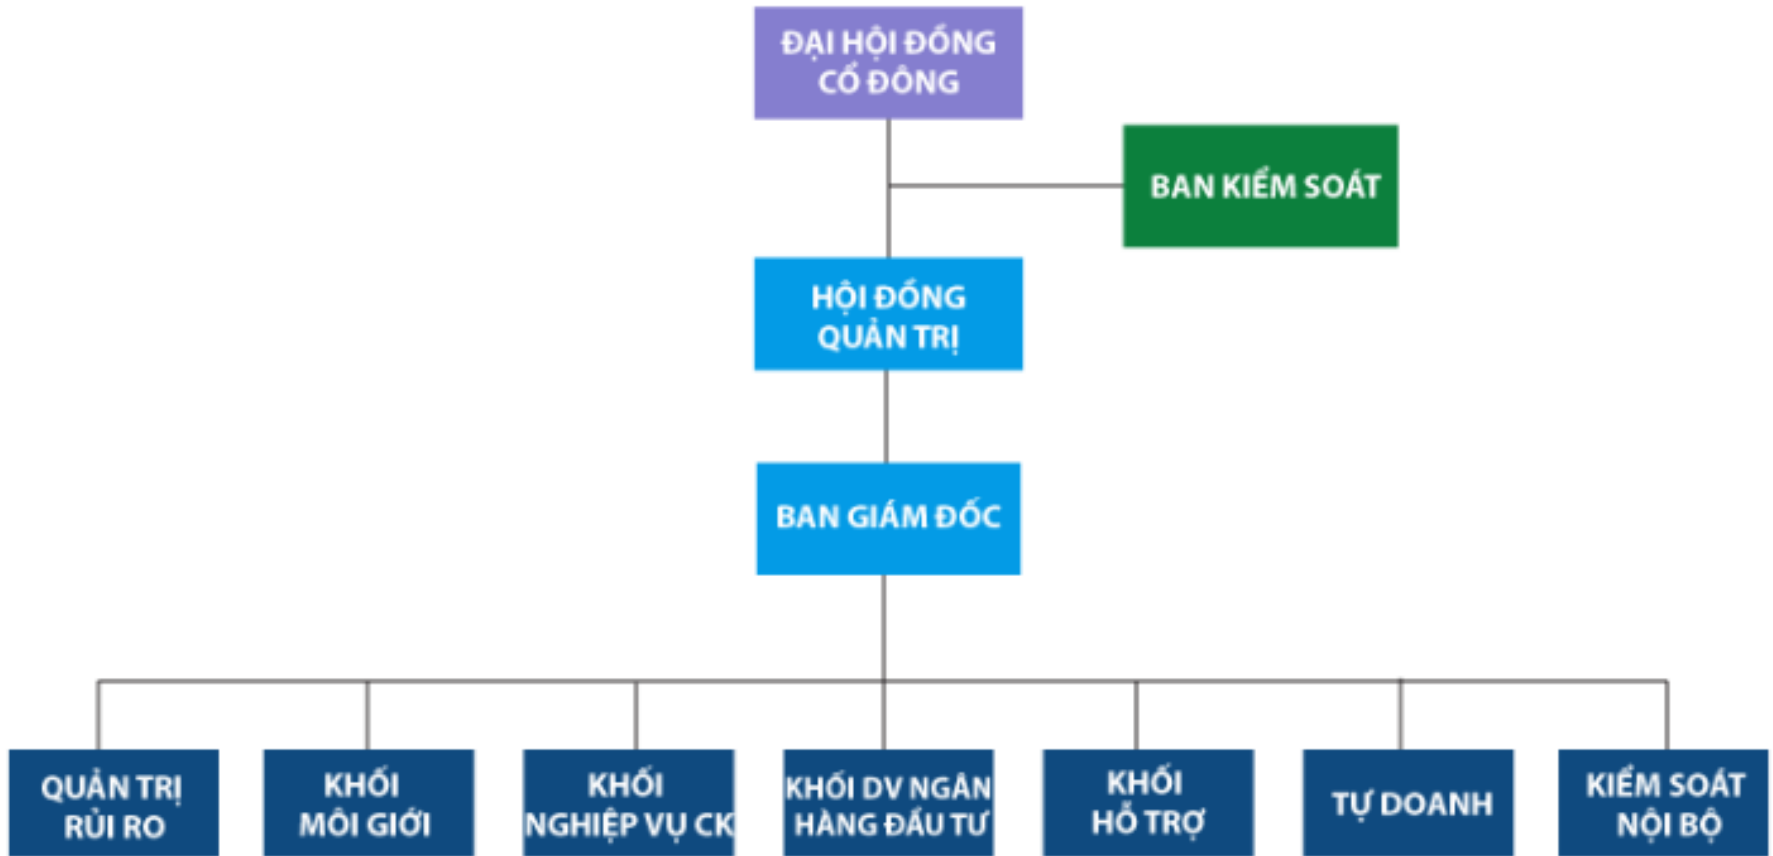 ĐẠI HỘI ĐỒNG
CỔ ĐÔNG
BAN KIỂM SOÁT
HỘI ĐỒNG
QUẢN TRỊ
BAN GIÁM ĐỐC
QUẢN TRỊ
RỦI RO
KHỐI
MÔI GIỚI
KHỐI
NGHIỆP VỤ CK
KHỐI DV NGÂN
HÀNG ĐẦU TƯ
KHỐI
HỖ TRỢ
TỰ DOANH
KIỂM SOÁT
NỘI BỘ